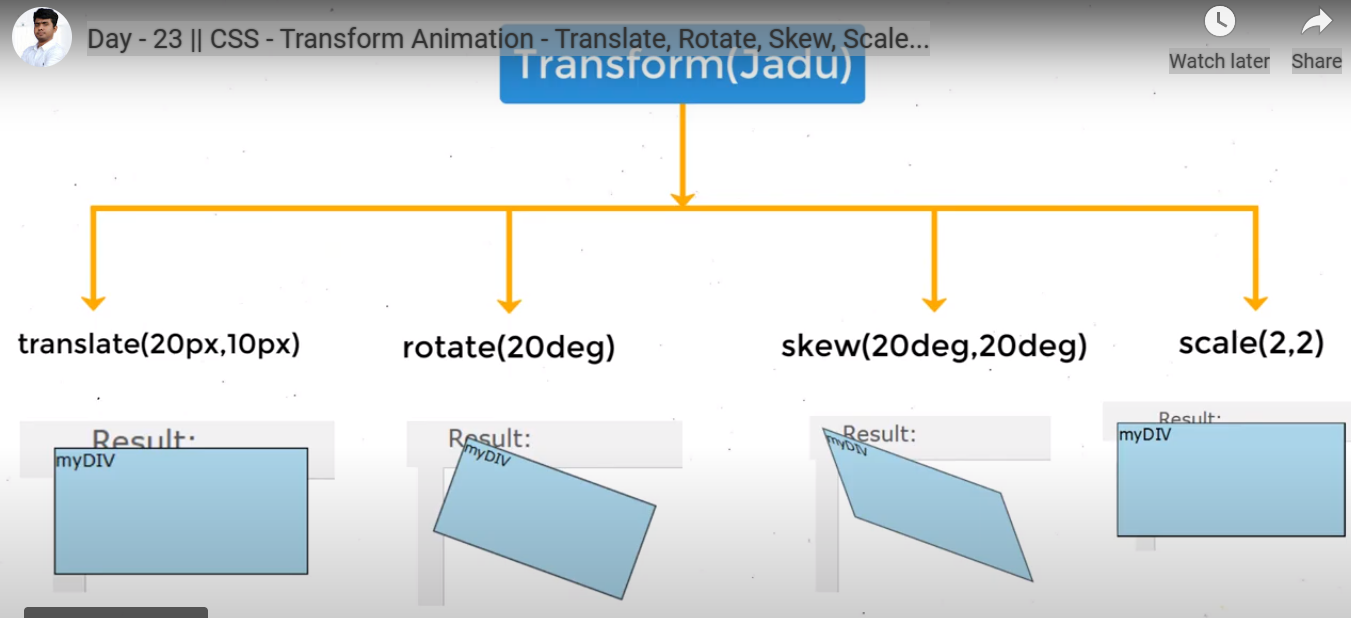 Day - 23 || CSS - Transform Animation - Translate, Rotate, Skew, Scale...
Watch later
Share
Transform(Jadu)
translate(20px,10px)
rotate(20deg)
skew(20deg,20deg)
scale(2,2)
Result:
myDIV
Result:
myDIV
Result:
myDIV
Result:
myDIV